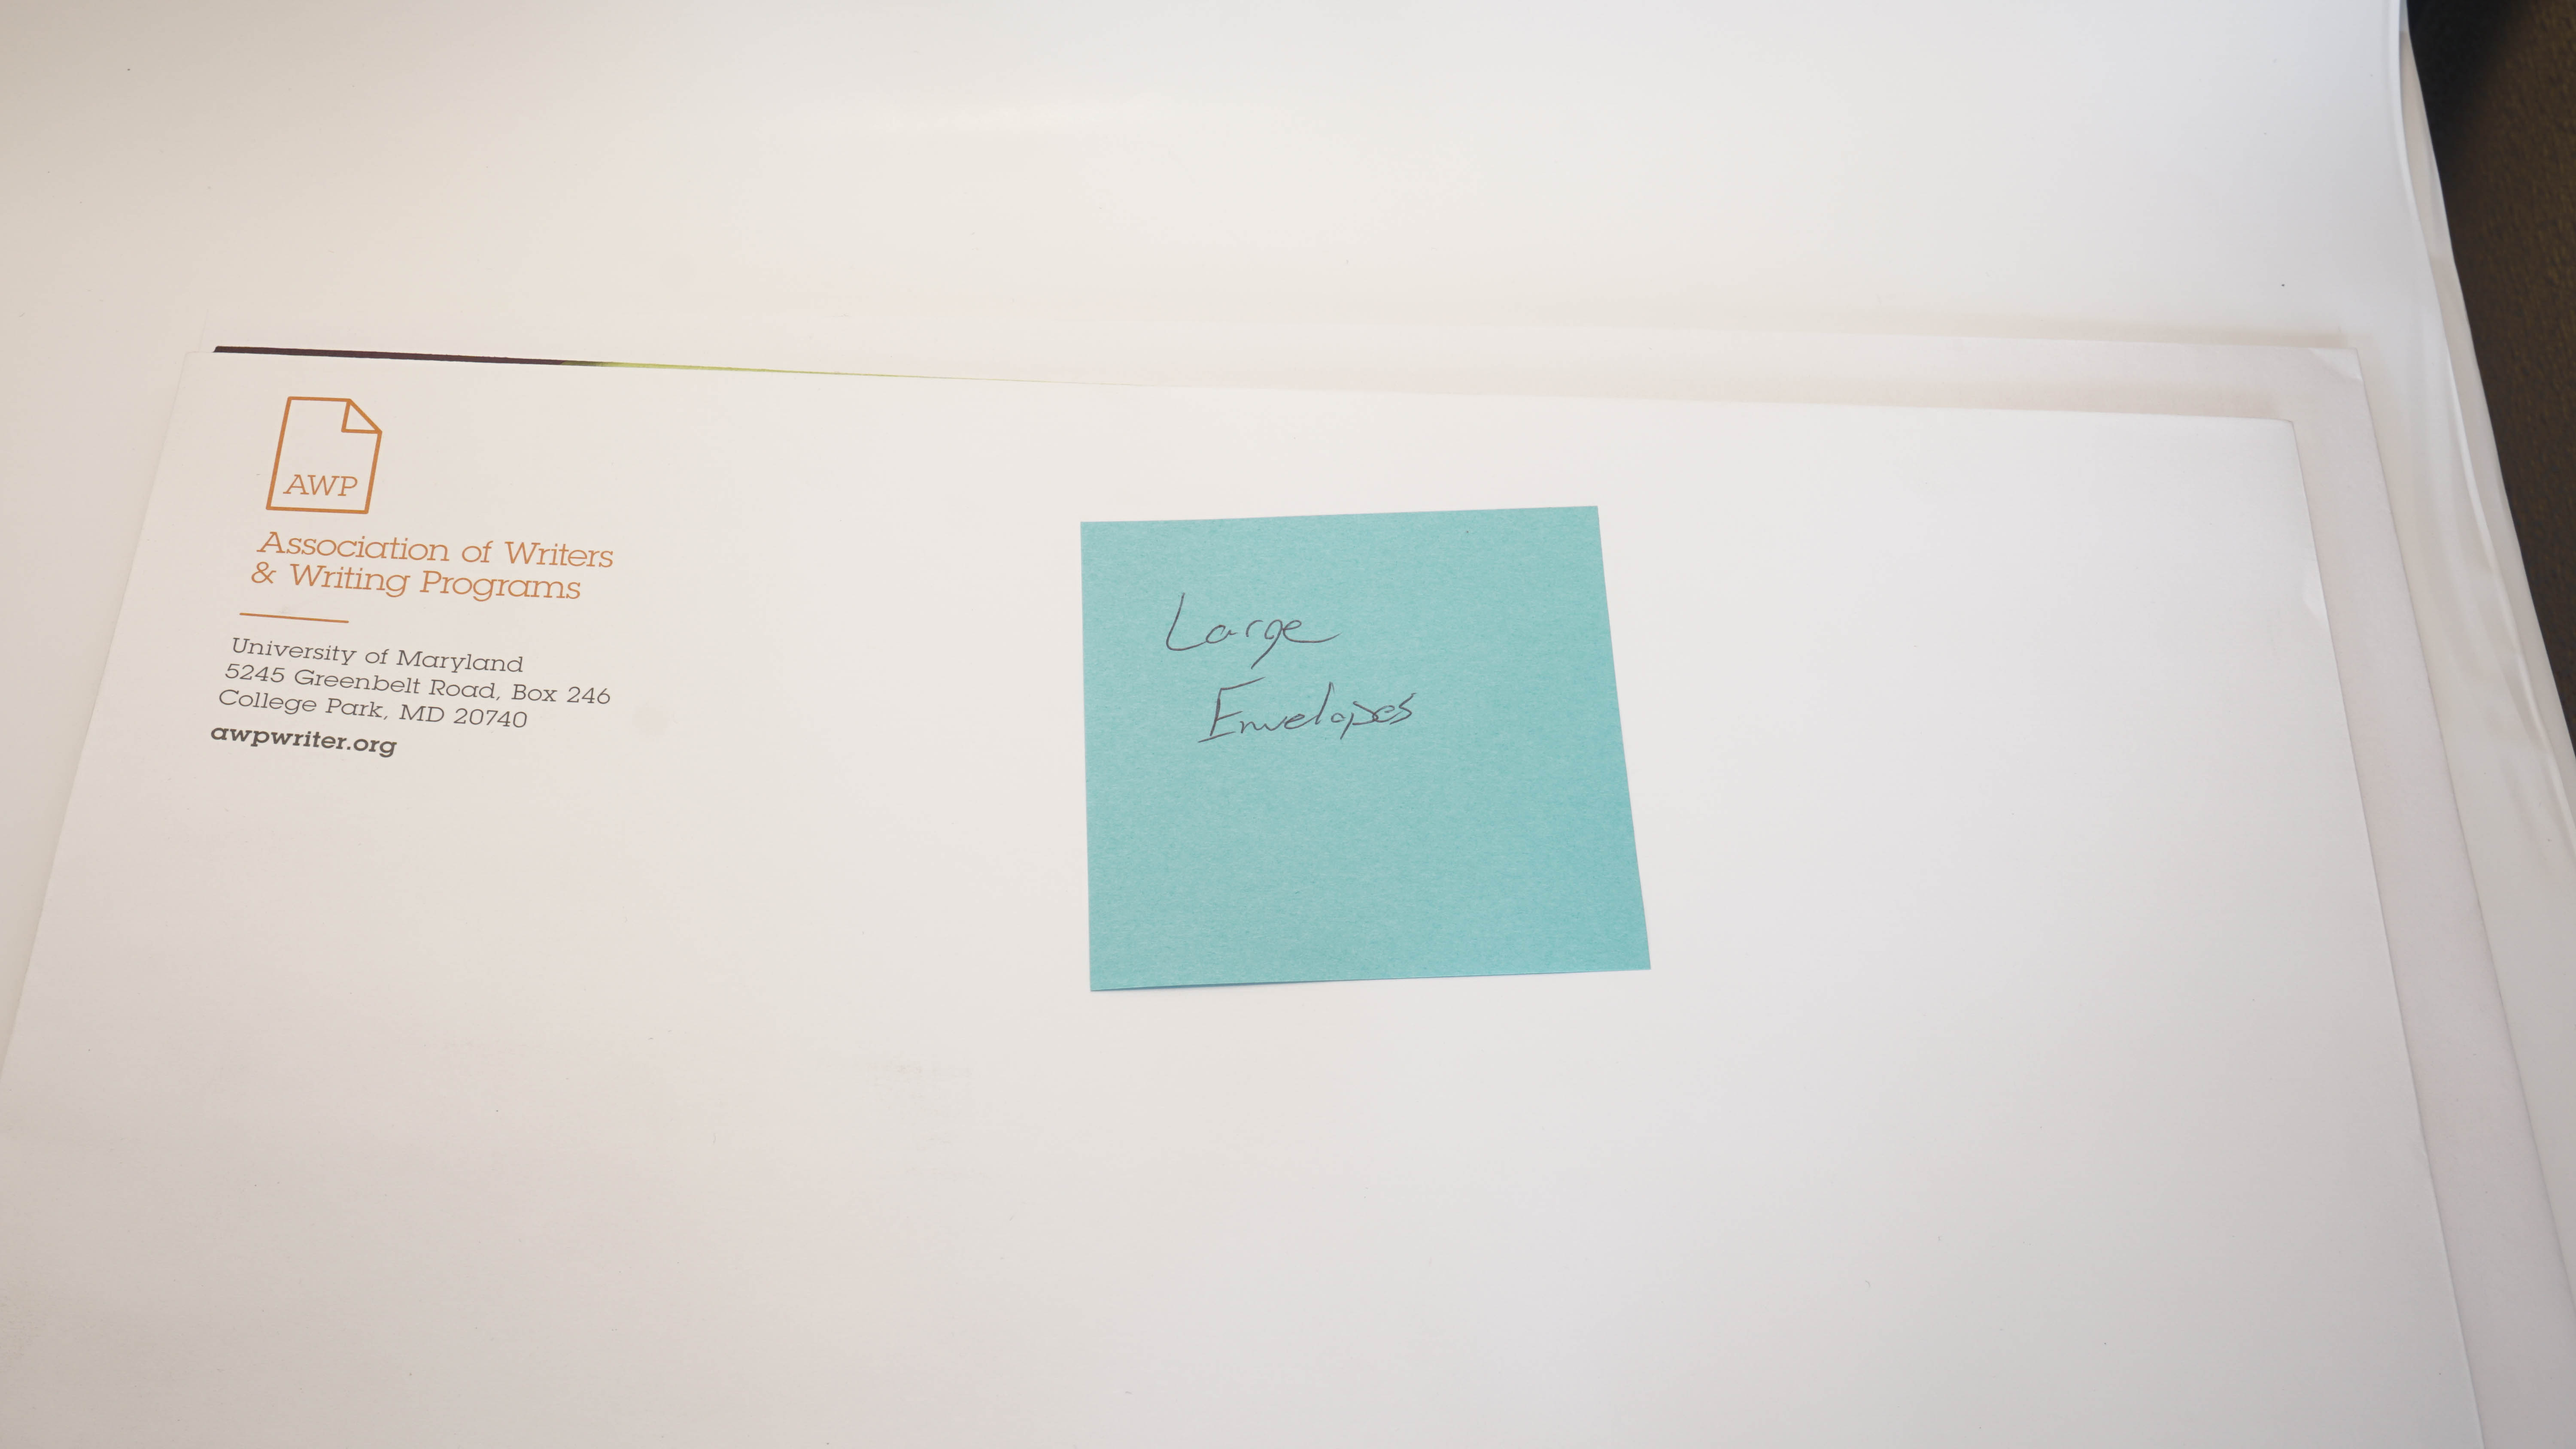 AWP
Association of Writers
& Writing Programs
University of Maryland
5245 Greenbelt Road, Box 246
College Park, MD 20740
awpwriter.org
Large
Envelopes